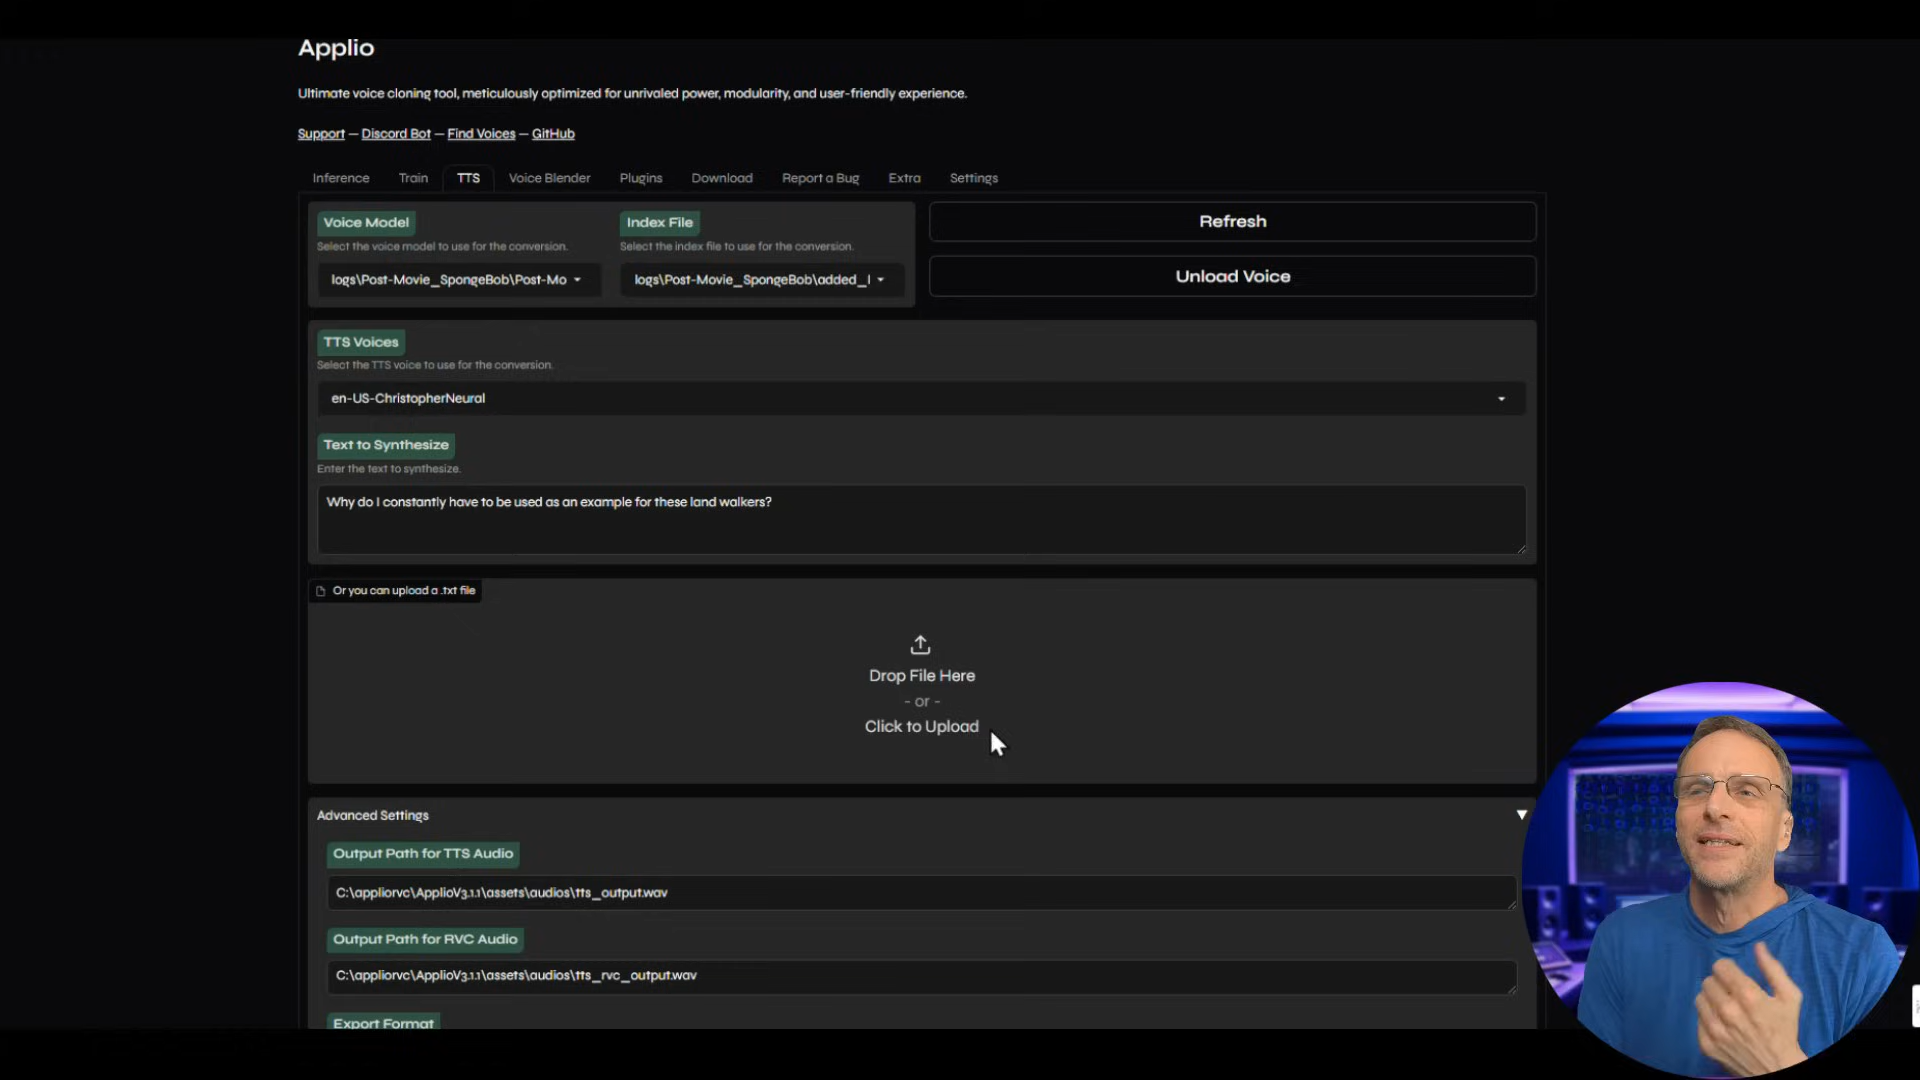 Applio
Ultimate voice cloning tool, meticulously optimized for unrivaled power, modularity, and user-friendly experience.
Support — Discord Bot — Find Voices — GitHub
Inference Train TTS Voice Blender Plugins Download Report a Bug Extra Settings
Voice Model Index File Refresh
Select the voice model to use for the conversion. Select the index file to use for the conversion.
logs\Post-Movie_SpongeBob\Post-Mo logs\Post-Movie_SpongeBob\added_I Unload Voice
TTS Voices
Select the TTS voice to use for the conversion.
en-US-ChristopherNeural
Text to Synthesize
Enter the text to synthesize.
Why do I constantly have to be used as an example for these land walkers?
Or you can upload a .txt file
Drop File Here
- or -
Click to Upload
Advanced Settings
Output Path for TTS Audio
C:\appliorvc\ApplioV3.1.1\assets\audios\tts_output.wav
Output Path for RVC Audio
C:\appliorvc\ApplioV3.1.1\assets\audios\tts_rvc_output.wav
Export Format